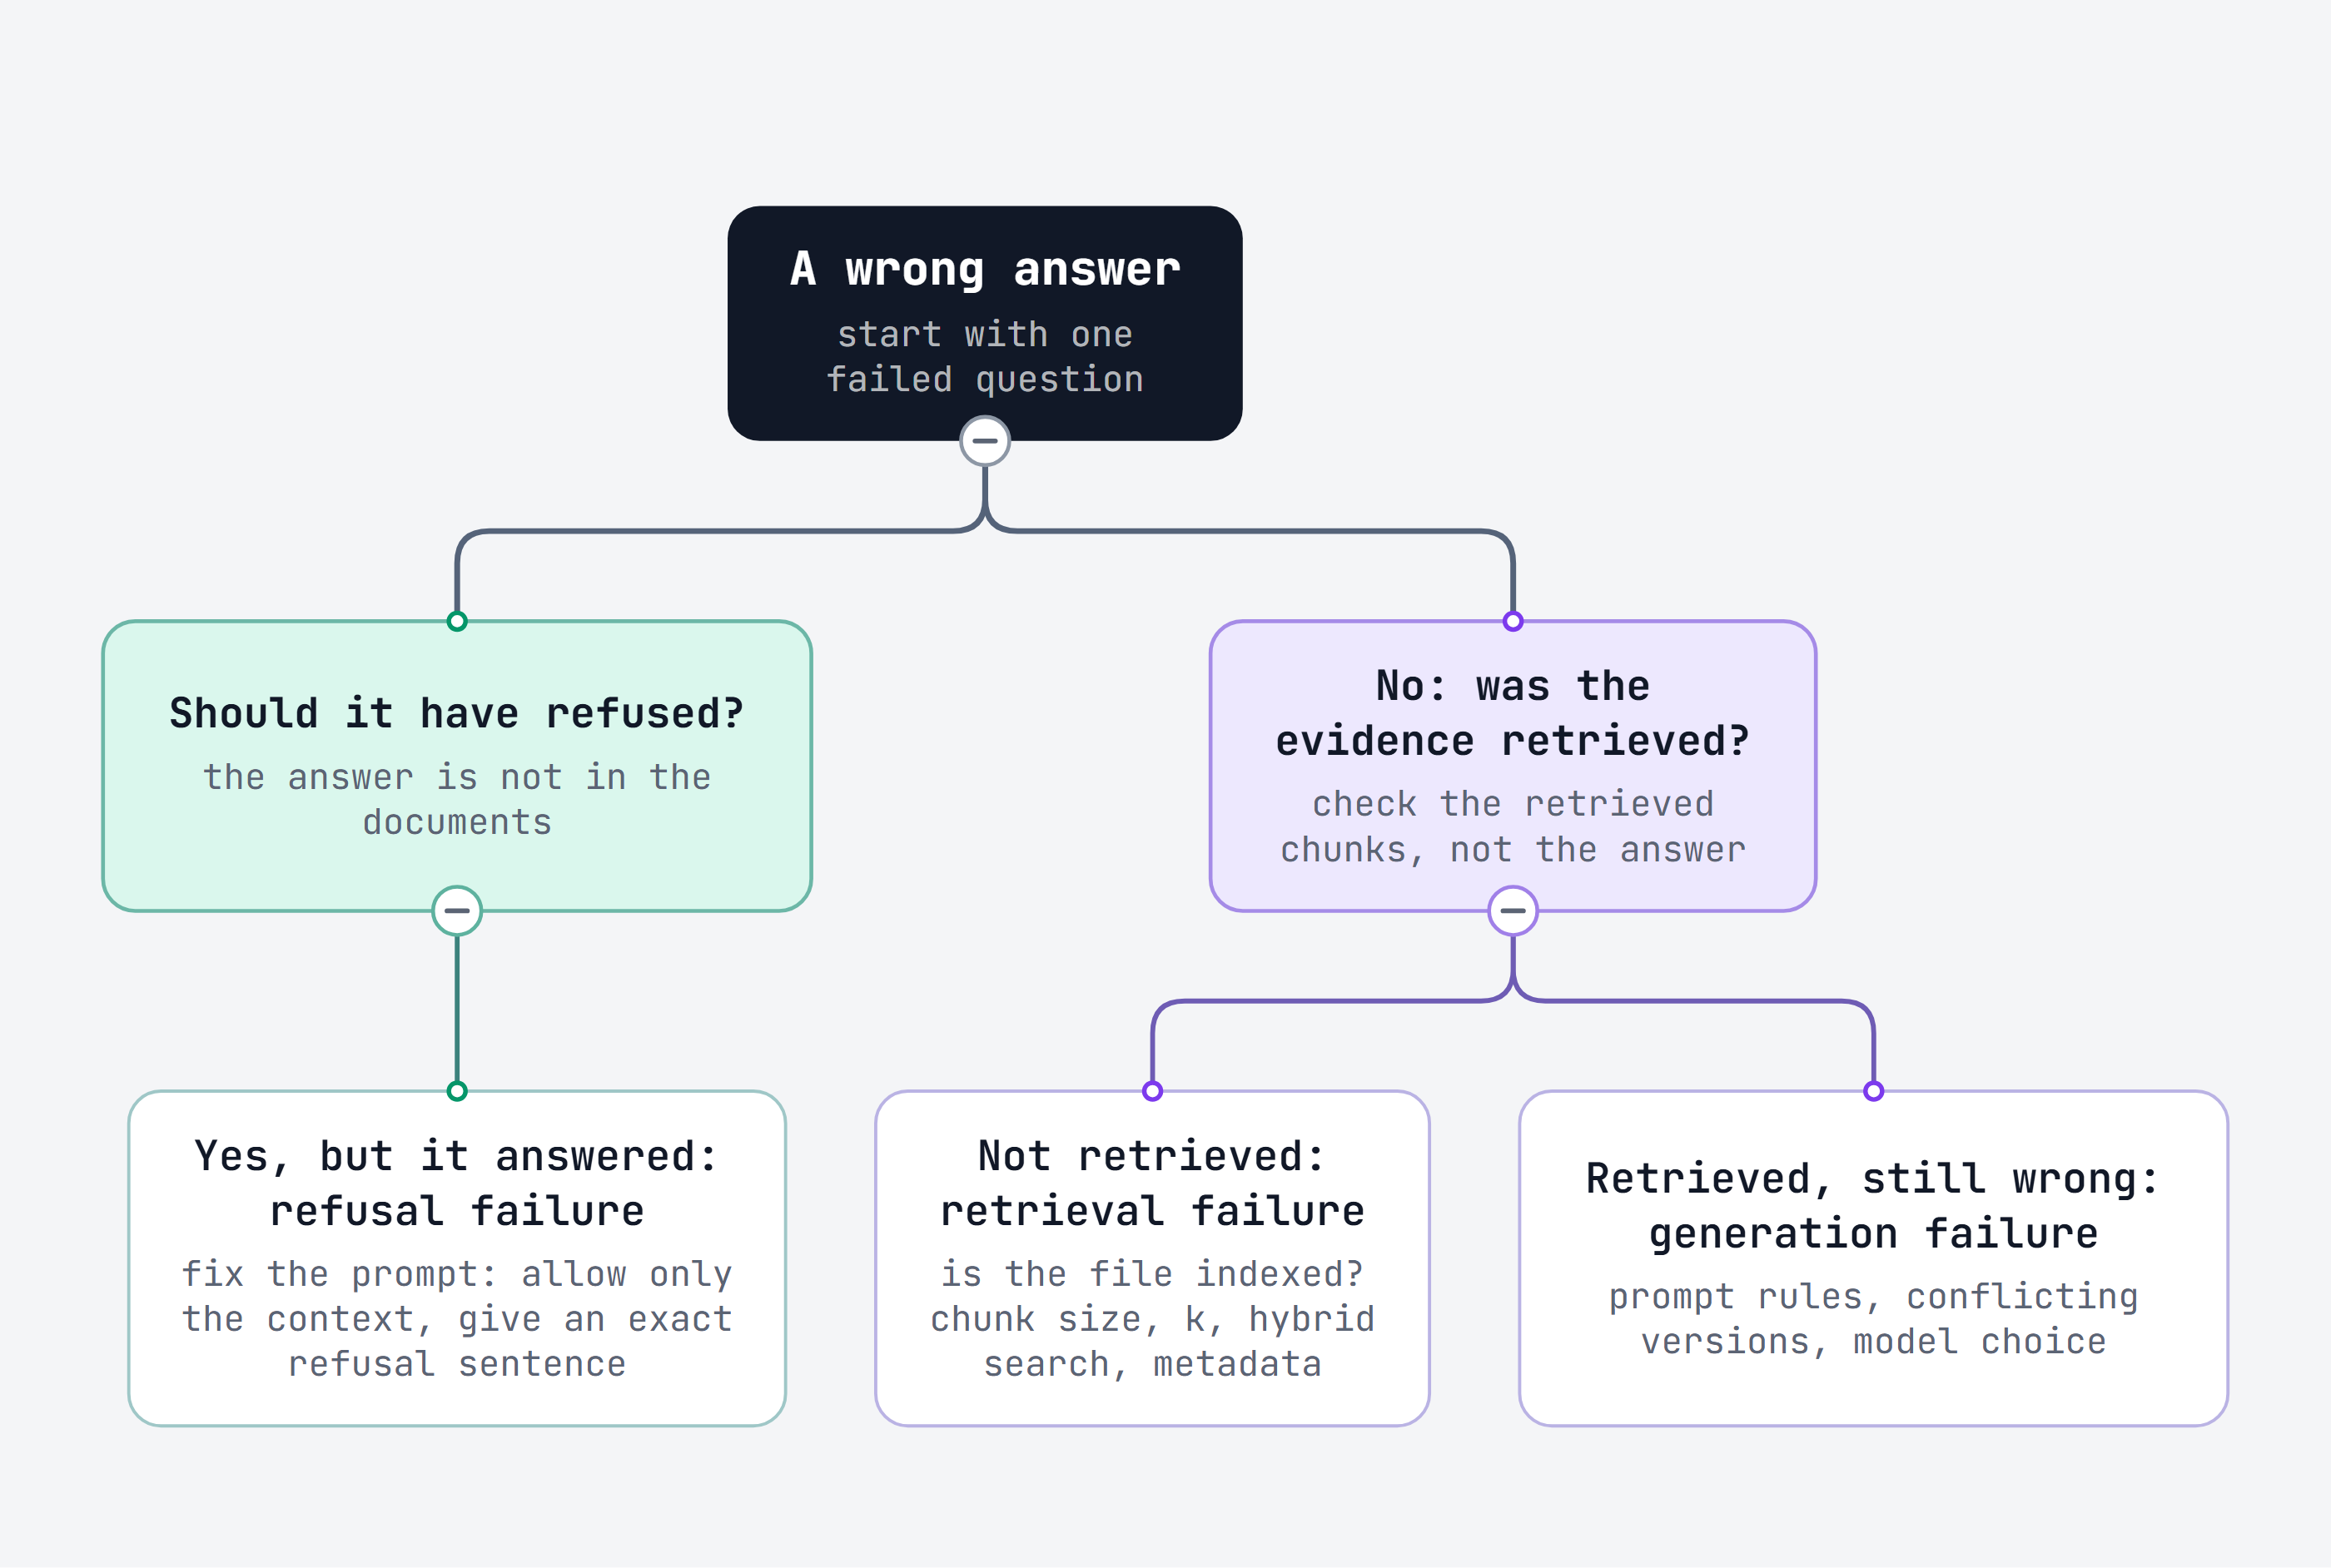 A wrong answer
start with one
failed question
Should it have refused?
the answer is not in the
documents
No: was the
evidence retrieved?
check the retrieved
chunks, not the answer
Yes, but it answered:
refusal failure
fix the prompt: allow only
the context, give an exact
refusal sentence
Not retrieved:
retrieval failure
is the file indexed?
chunk size, k, hybrid
search, metadata
Retrieved, still wrong:
generation failure
prompt rules, conflicting
versions, model choice